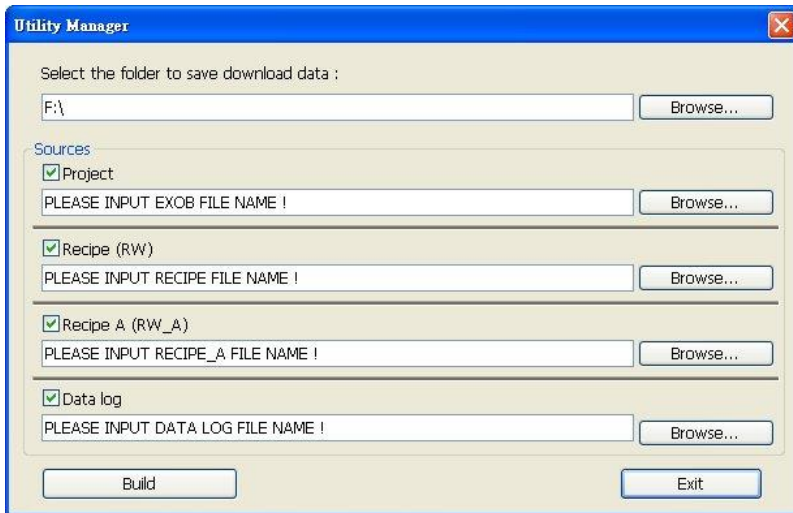 Utility Manager
Select the folder to save download data :
F:\
Browse...
Sources
Project
PLEASE INPUT EXOB FILE NAME !
Browse...
Recipe (RW)
PLEASE INPUT RECIPE FILE NAME !
Browse...
Recipe A (RW_A)
PLEASE INPUT RECIPE_A FILE NAME !
Browse...
Data log
PLEASE INPUT DATA LOG FILE NAME !
Browse...
Build
Exit